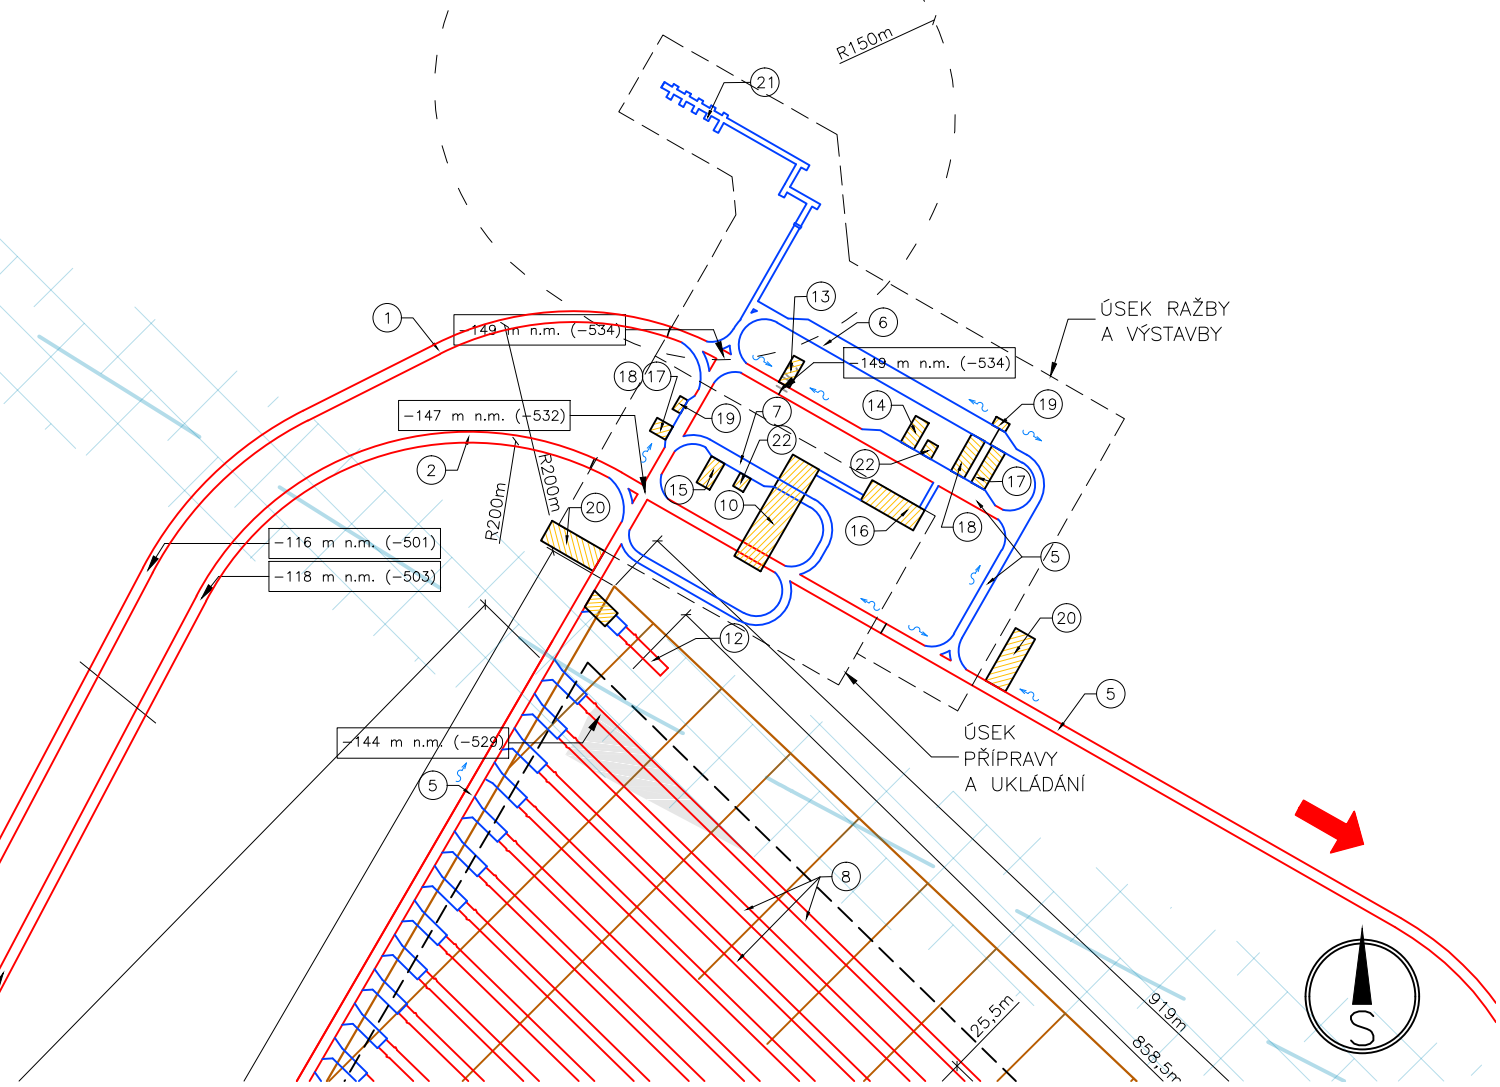 21
R150m
13
6
ÚSEK RAŽBY
A VÝSTAVBY
1
-149 m n.m. (-534)
-149 m n.m. (-534)
18
17
19
7
14
19
-147 m n.m. (-532)
22
22
2
15
10
16
17
18
R200m
R200m
20
5
-116 m n.m. (-501)
-118 m n.m. (-503)
12
20
5
ÚSEK
PŘÍPRAVY
A UKLÁDÁNÍ
-144 m n.m. (-529)
5
8
25,5m
919m
858,5m
S